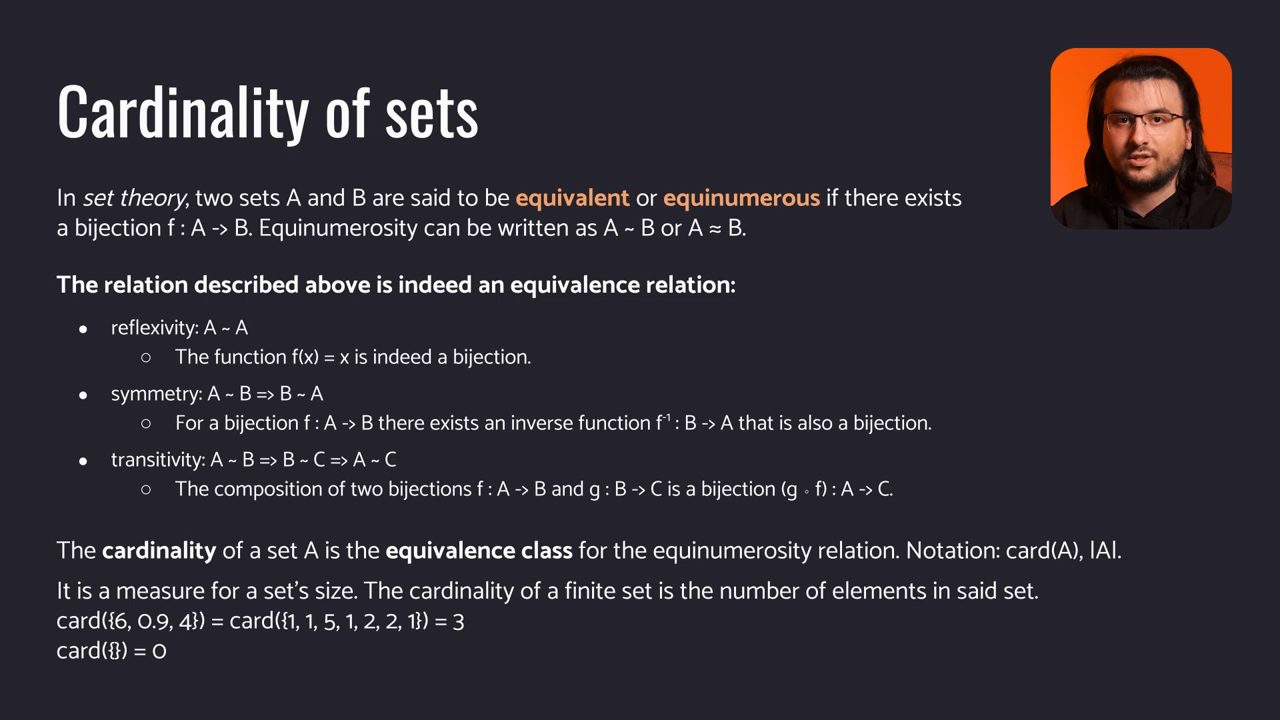 Cardinality of sets
In set theory, two sets A and B are said to be equivalent or equinumerous if there exists
a bijection f : A -> B. Equinumerosity can be written as A ~ B or A ≈ B.
The relation described above is indeed an equivalence relation:
● reflexivity: A ~ A
○ The function f(x) = x is indeed a bijection.
● symmetry: A ~ B => B ~ A
○ For a bijection f : A -> B there exists an inverse function f⁻¹ : B -> A that is also a bijection.
● transitivity: A ~ B => B ~ C => A ~ C
○ The composition of two bijections f : A -> B and g : B -> C is a bijection (g ∘ f) : A -> C.
The cardinality of a set A is the equivalence class for the equinumerosity relation. Notation: card(A), |A|.
It is a measure for a set’s size. The cardinality of a finite set is the number of elements in said set.
card({6, 0.9, 4}) = card({1, 1, 5, 1, 2, 2, 1}) = 3
card({}) = 0